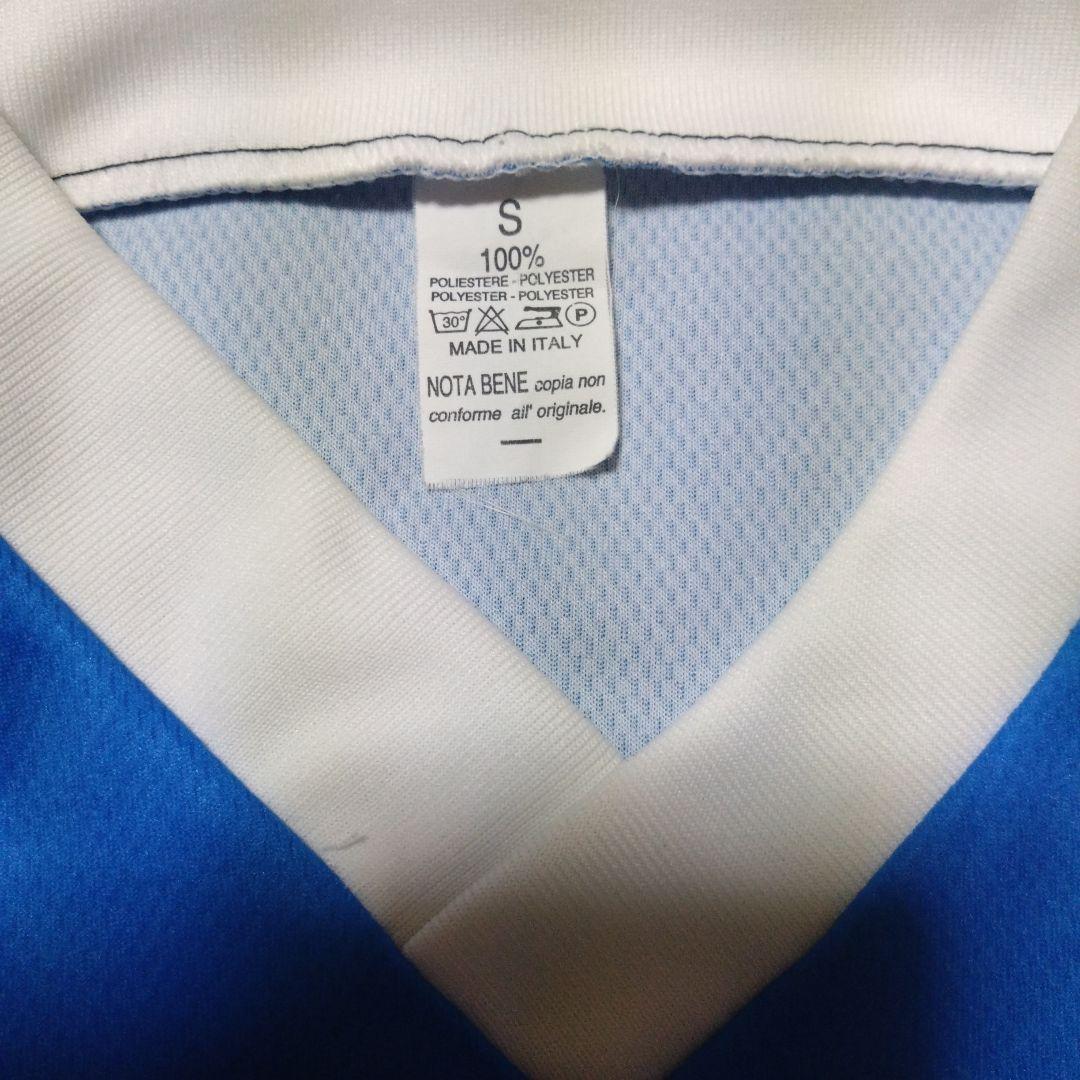 S
100%
POLIESTERE - POLYESTER
POLYESTER - POLYESTER
30° P
MADE IN ITALY
NOTA BENE copia non
conforme all' originale.